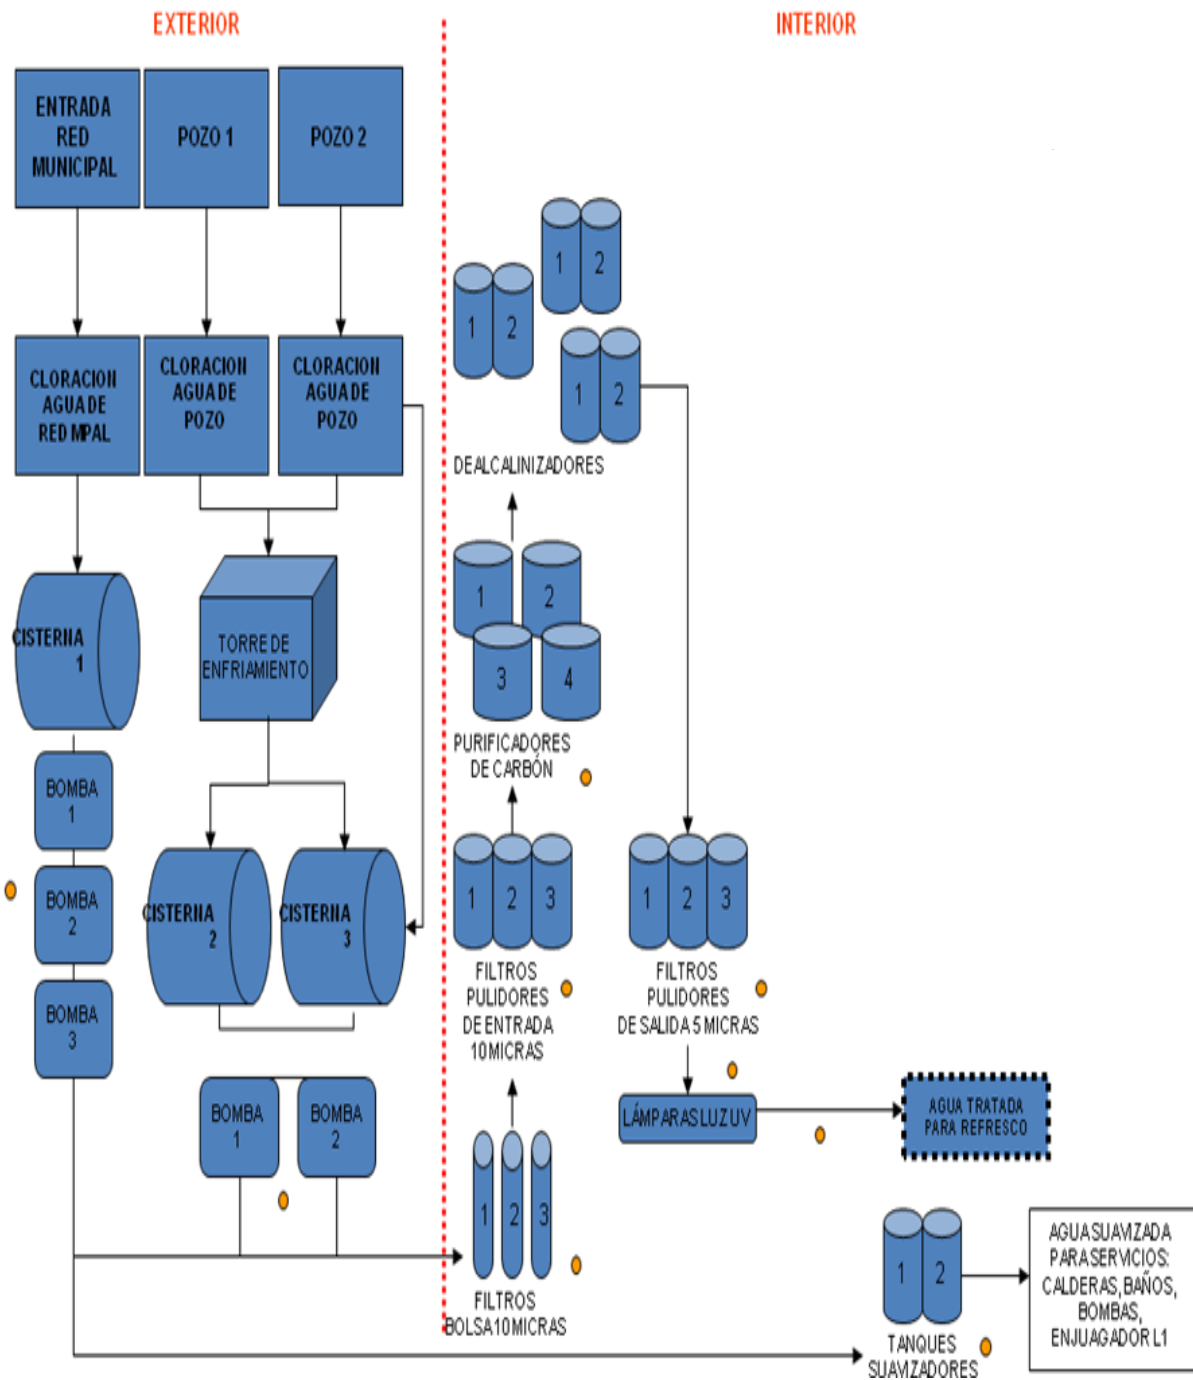 EXTERIOR
INTERIOR
ENTRADA
RED
MUNICIPAL
POZO 1
POZO 2
CLORACION
AGUA DE
RED MPAL
CLORACION
AGUA DE
POZO
CLORACION
AGUA DE
POZO
CISTERNA
1
TORRE DE
ENFRIAMIENTO
BOMBA
1
BOMBA
2
BOMBA
3
CISTERNA
2
CISTERNA
3
BOMBA
1
BOMBA
2
1 2
1 2
1 2
DEALCALINIZADORES
1 2
3 4
PURIFICADORES
DE CARBÓN
1 2 3
FILTROS
PULIDORES
DE ENTRADA
10 MICRAS
1 2 3
FILTROS
BOLSA 10 MICRAS
1 2 3
FILTROS
PULIDORES
DE SALIDA 5 MICRAS
LÁMPARAS LUZ UV
AGUA TRATADA
PARA REFRESCO
1 2
TANQUES
SUAVIZADORES
AGUA SUAVIZADA
PARA SERVICIOS:
CALDERAS, BAÑOS,
BOMBAS,
ENJUAGADOR L1